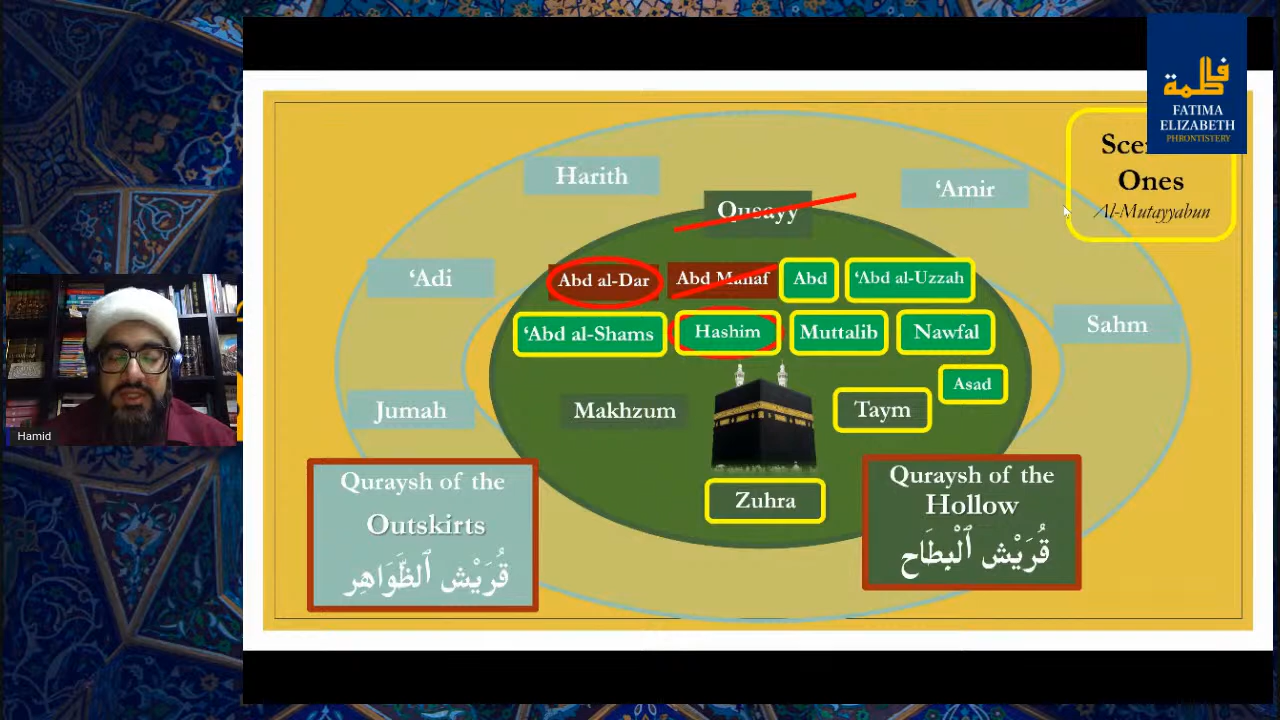 فاطمة
FATIMA
ELIZABETH
PHRONTISTERY
Ones
Al-Mutayyabun
Harith
Qusayy
‘Amir
‘Adi
Abd al-Dar
Abd Manaf
Abd
‘Abd al-Uzzah
‘Abd al-Shams
Hashim
Muttalib
Nawfal
Sahm
Asad
Jumah
Makhzum
Taym
Zuhra
Quraysh of the
Outskirts
قُرَيْش ٱلظَّوَاهِر
Quraysh of the
Hollow
قُرَيْش ٱلْبِطَاح
Hamid